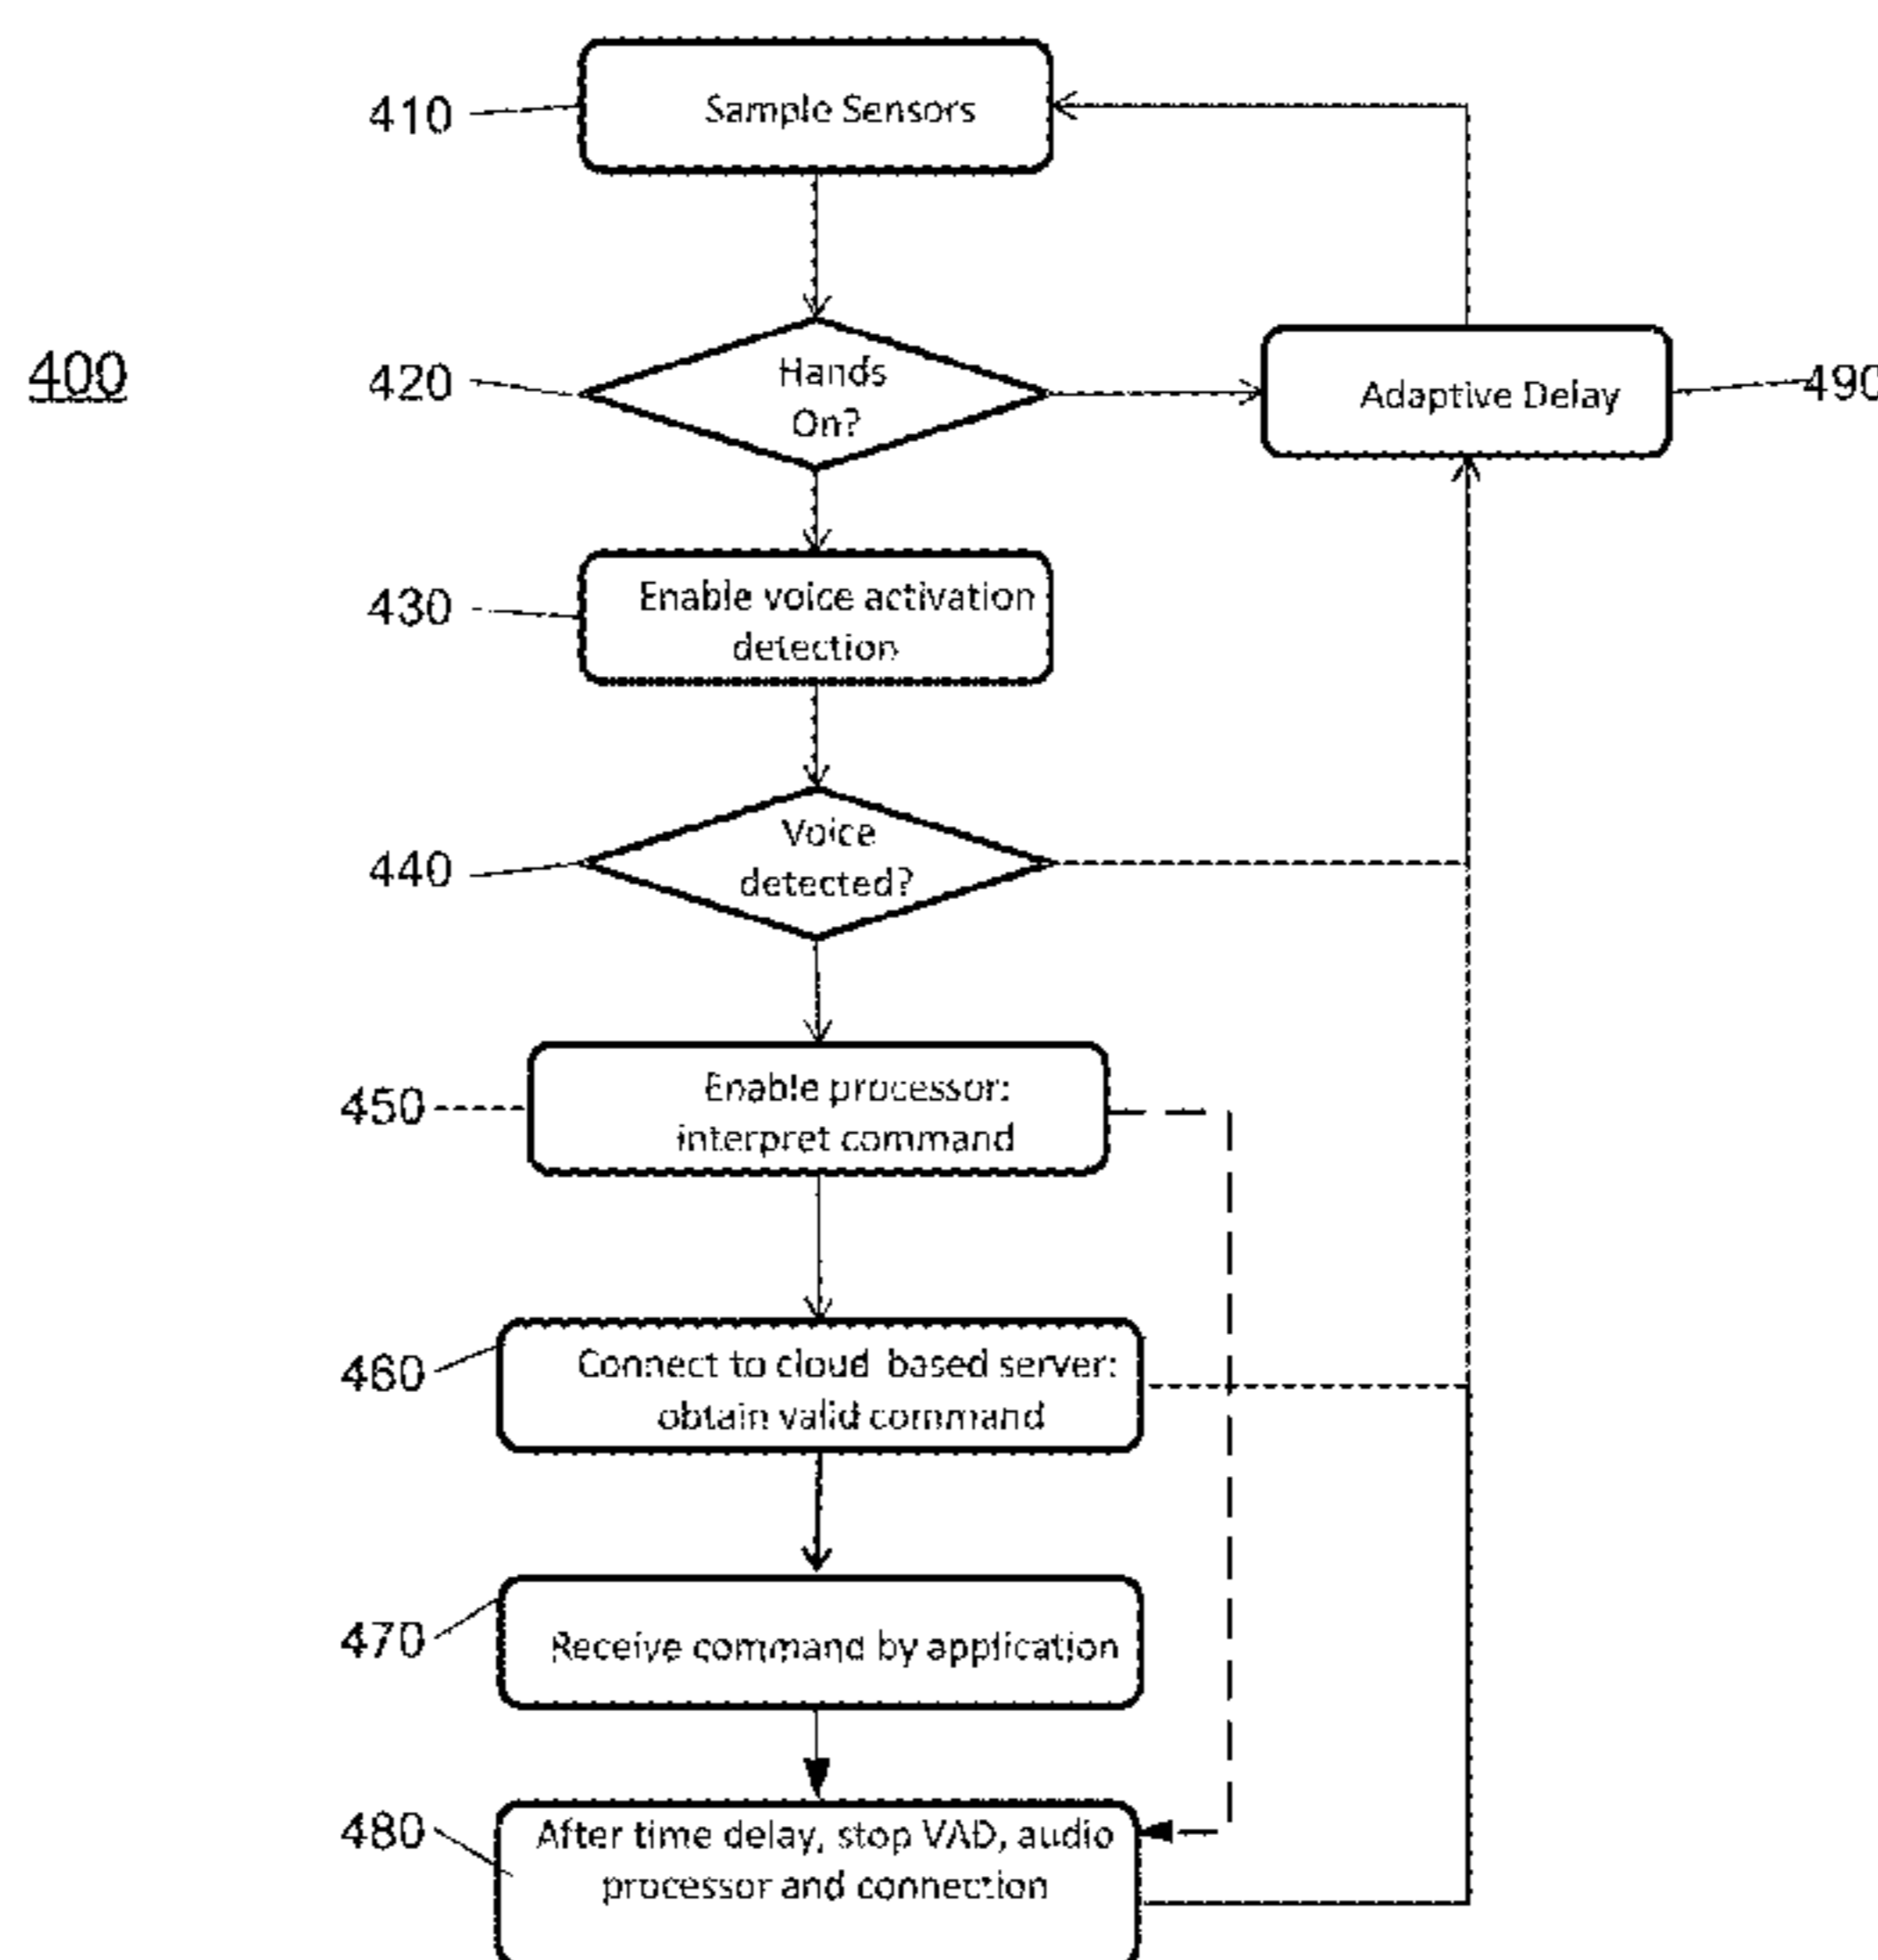 410
Sample Sensors
400
420
Hands
On?
Adaptive Delay
490
430
Enable voice activation
detection
440
Voice
detected?
450
Enable processor:
interpret command
460
Connect to cloud based server:
obtain valid command
470
Receive command by application
480
After time delay, stop VAD, audio
processor and connection